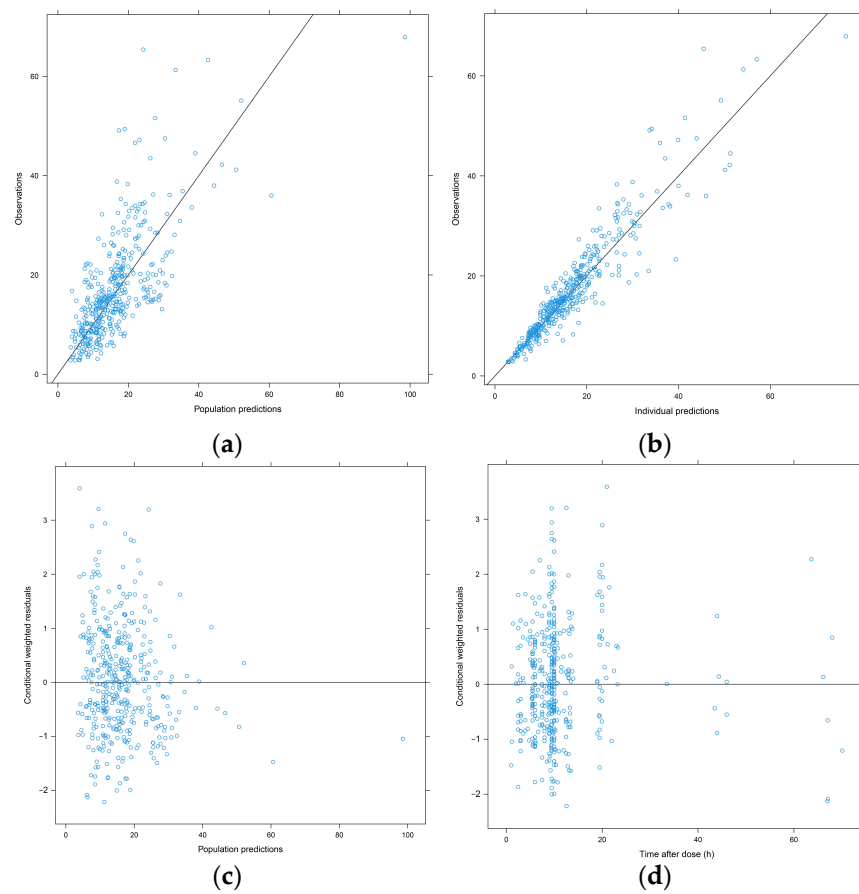 60
40
20
0
Observations
0 20 40 60 80 100
Population predictions
(a)
60
40
20
0
Observations
0 20 40 60
Individual predictions
(b)
3
2
1
0
−1
−2
Conditional weighted residuals
0 20 40 60 80 100
Population predictions
(c)
3
2
1
0
−1
−2
Conditional weighted residuals
0 20 40 60
Time after dose (h)
(d)